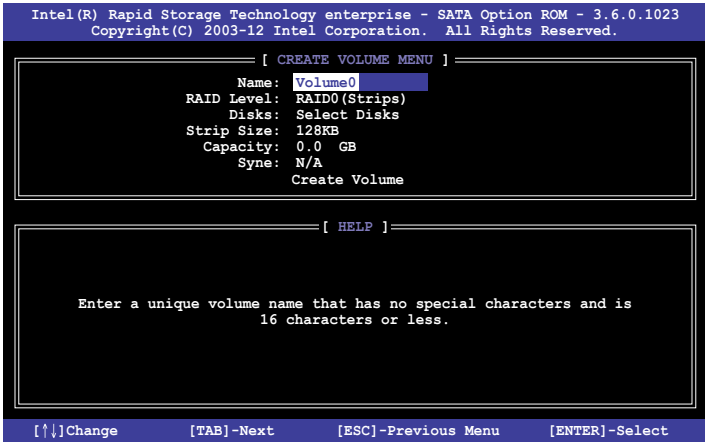 Intel(R) Rapid Storage Technology enterprise - SATA Option ROM - 3.6.0.1023
Copyright(C) 2003-12 Intel Corporation. All Rights Reserved.
[ CREATE VOLUME MENU ]
Name: Volume0
RAID Level: RAID0(Strips)
Disks: Select Disks
Strip Size: 128KB
Capacity: 0.0 GB
Syne: N/A
Create Volume
[ HELP ]
Enter a unique volume name that has no special characters and is
16 characters or less.
[↑↓]Change [TAB]-Next [ESC]-Previous Menu [ENTER]-Select